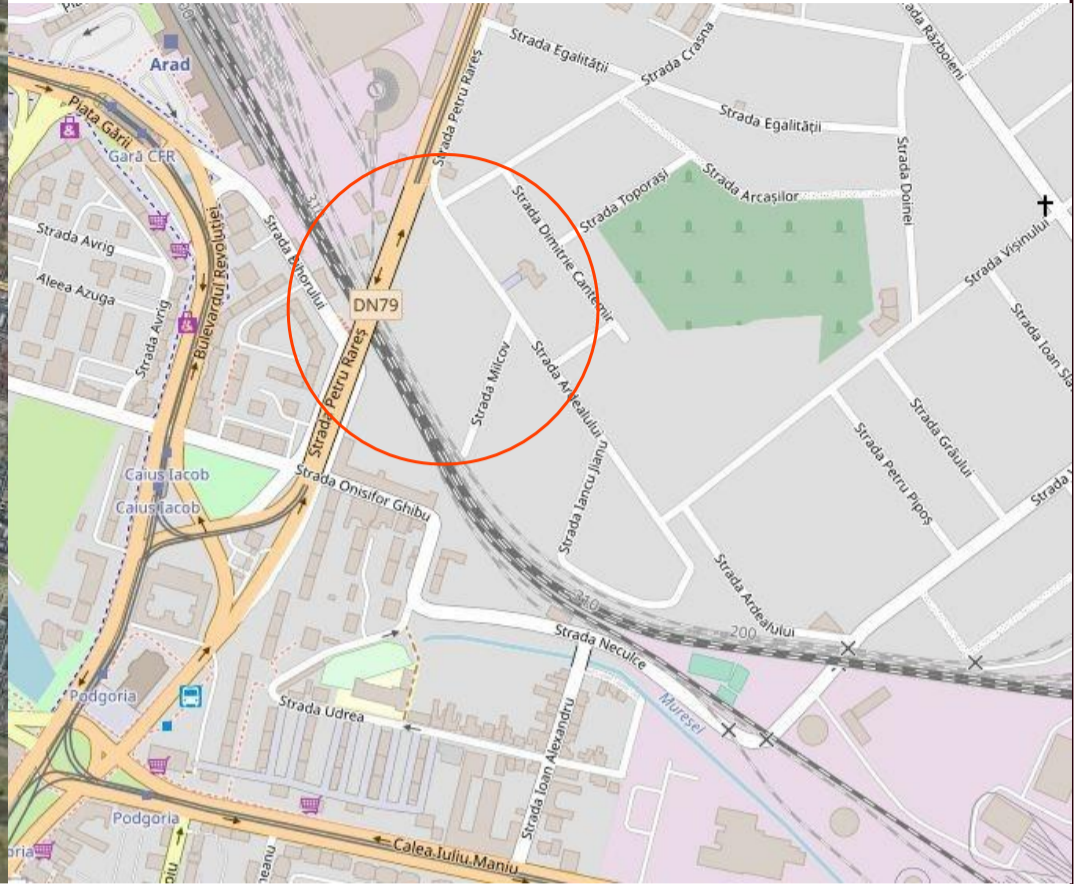 Arad
Piața Gării
Gară CFR
Strada Petru Rareș
Strada Egalității
Strada Crasna
Strada Egalității
Strada Arcașilor
Strada Toporași
Strada Doinei
Strada Vișinului
Strada Avrig
Aleea Azuga
Strada Avrig
Bulevardul Revoluției
Strada Bihorului
Strada Dimitrie Cantemir
DN79
Strada Petru Rareș
Strada Milcov
Strada Ardealului
Strada Ioan Sla
Strada Grâului
Strada Petru Pipoș
Strada
Caius Iacob
Caius Iacob
Strada Onisifor Ghibu
Strada Iancu Jianu
310
200
Strada Ardealului
Strada Neculce
Mureșel
Podgoria
Strada Udrea
Strada Ioan Alexandru
Podgoria
Calea Iuliu Maniu